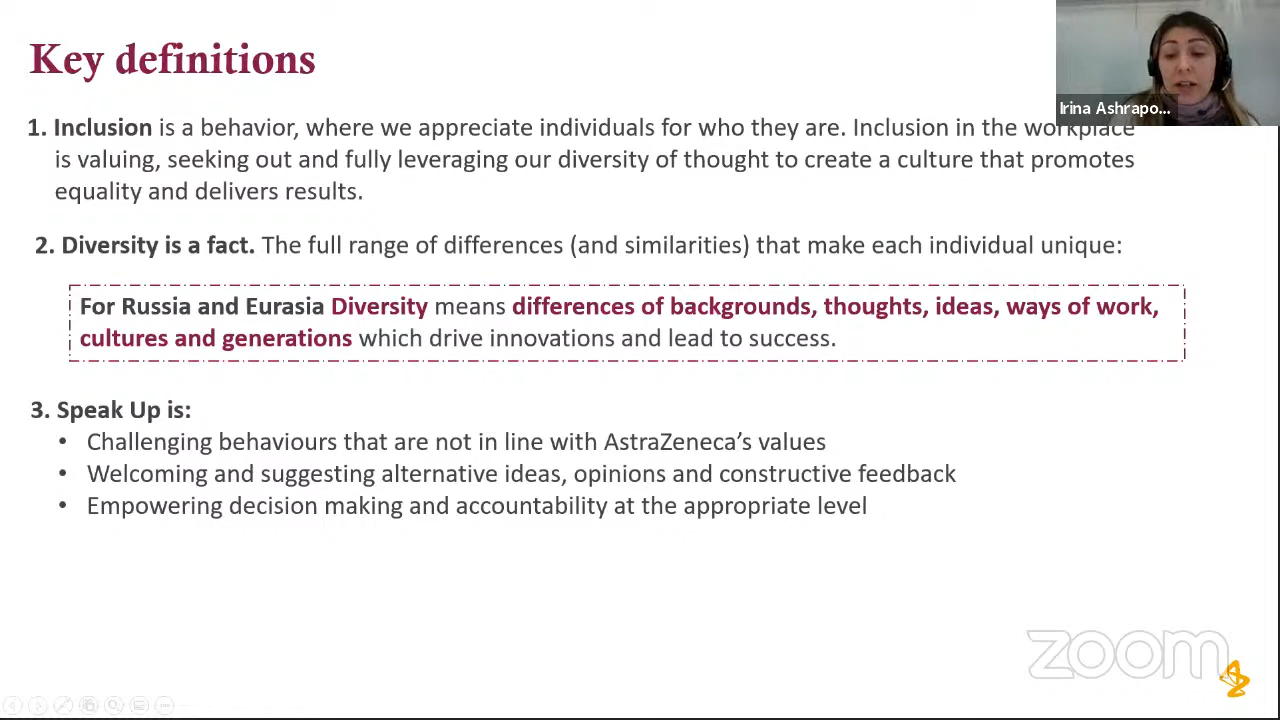 Key definitions
Irina Ashrapo...
1. Inclusion is a behavior, where we appreciate individuals for who they are. Inclusion in the workplace
is valuing, seeking out and fully leveraging our diversity of thought to create a culture that promotes
equality and delivers results.
2. Diversity is a fact. The full range of differences (and similarities) that make each individual unique:
For Russia and Eurasia Diversity means differences of backgrounds, thoughts, ideas, ways of work,
cultures and generations which drive innovations and lead to success.
3. Speak Up is:
• Challenging behaviours that are not in line with AstraZeneca’s values
• Welcoming and suggesting alternative ideas, opinions and constructive feedback
• Empowering decision making and accountability at the appropriate level
zoom